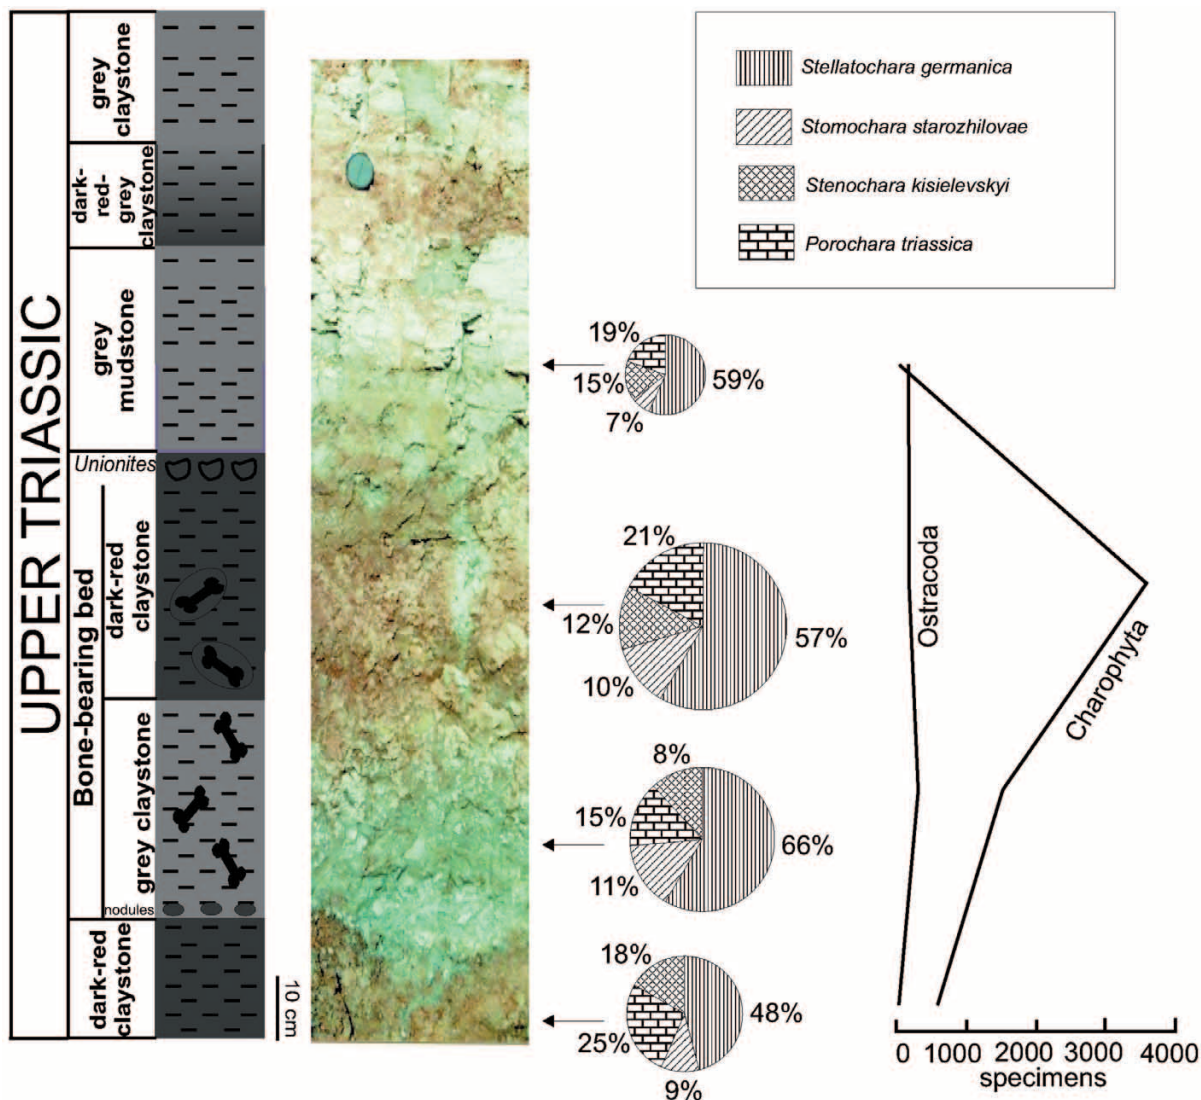 UPPER TRIASSIC
Bone-bearing bed
grey
claystone
dark-
red-
grey
claystone
grey
mudstone
Unionites
dark-red
claystone
grey claystone
nodules
dark-red
claystone
10 cm
Stellatochara germanica
Stomochara starozhilovae
Stenochara kisielevskyi
Porochara triassica
19%
15%
59%
7%
21%
12%
57%
10%
8%
15%
66%
11%
18%
48%
25%
9%
Ostracoda
Charophyta
0 1000 2000 3000 4000
specimens